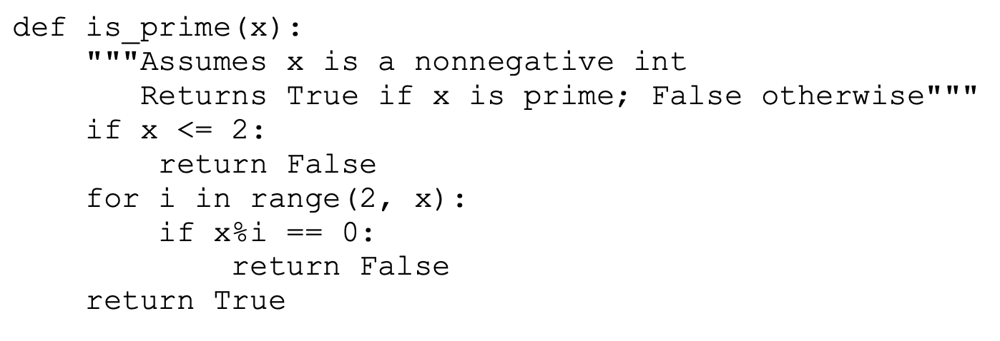 def is_prime(x):
    """Assumes x is a nonnegative int
       Returns True if x is prime; False otherwise"""
    if x <= 2:
        return False
    for i in range(2, x):
        if x%i == 0:
            return False
    return True